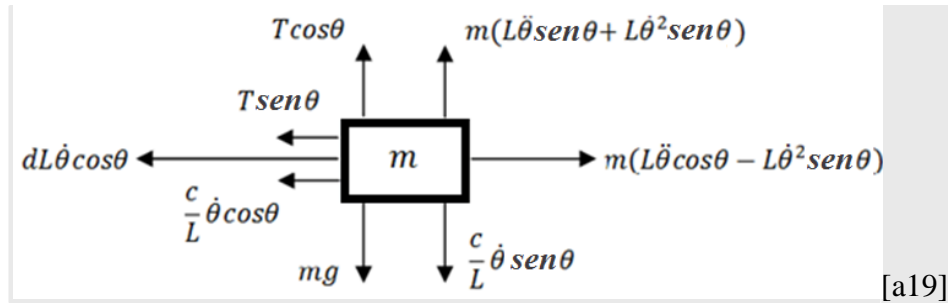 Tcosθ
m(Lθ̈senθ+ Lθ̇²senθ)
Tsenθ
dLθ̇cosθ
m
m(Lθ̈cosθ − Lθ̇²senθ)
c/L θ̇cosθ
mg
c/L θ̇ senθ
[a19]